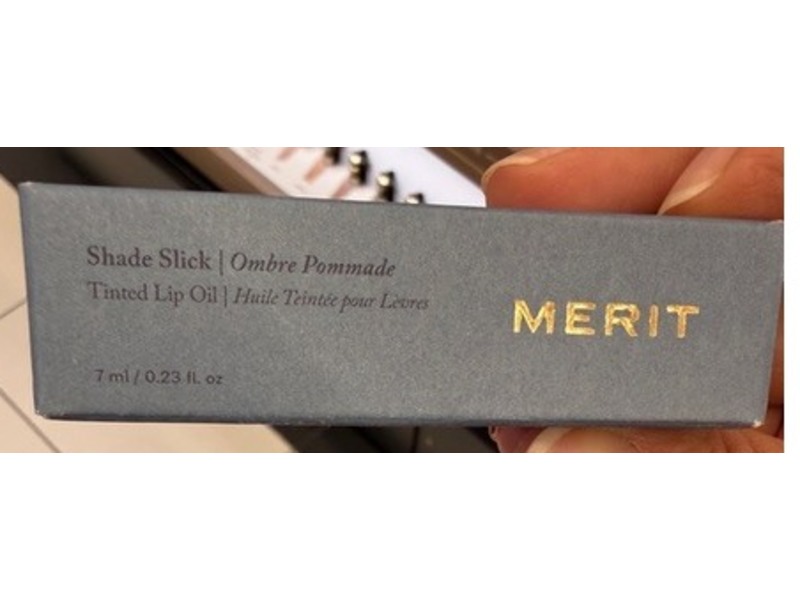 Shade Slick | Ombre Pommade
Tinted Lip Oil | Huile Teintée pour Lèvres
MERIT
7 ml / 0.23 fl. oz